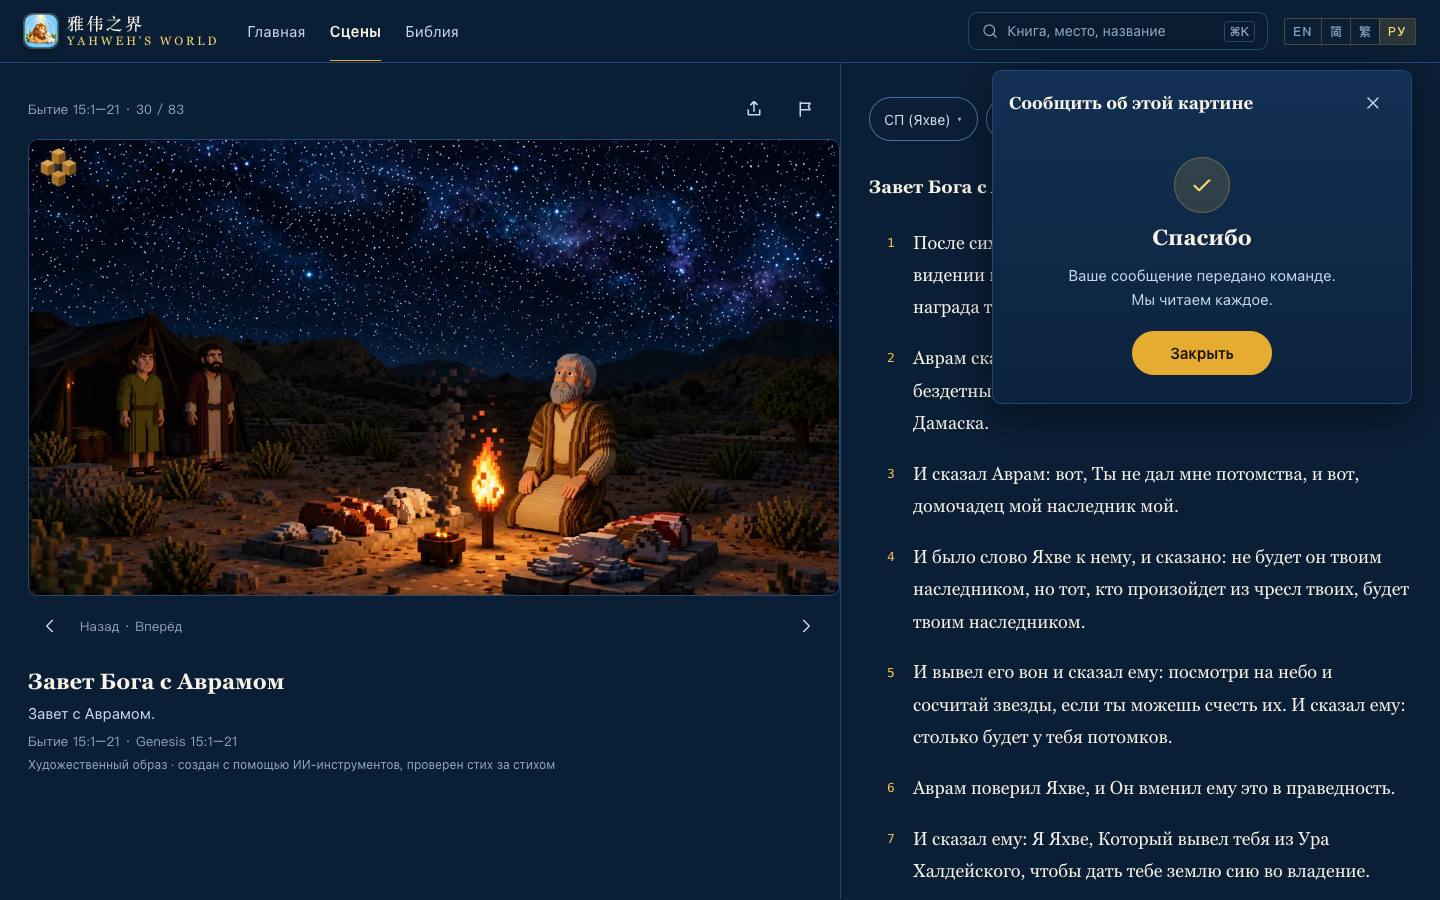 雅伟之界
YAHWEH'S WORLD
Главная
Сцены
Библия
Книга, место, название
⌘K
EN
简
繁
РУ
Бытие 15:1—21 · 30 / 83
Назад · Вперёд
Завет Бога с Аврамом
Завет с Аврамом.
Бытие 15:1—21 · Genesis 15:1—21
Художественный образ · создан с помощью ИИ-инструментов, проверен стих за стихом
СП (Яхве)
Сообщить об этой картине
Спасибо
Ваше сообщение передано команде.
Мы читаем каждое.
Закрыть
Завет Бога с
1 После сих
видении
награда
2 Аврам
Дамаска.
3 И сказал Аврам: вот, Ты не дал мне потомства, и вот,
домочадец мой наследник мой.
4 И было слово Яхве к нему, и сказано: не будет он твоим
наследником, но тот, кто произойдет из чресл твоих, будет
твоим наследником.
5 И вывел его вон и сказал ему: посмотри на небо и
сосчитай звезды, если ты можешь счесть их. И сказал ему:
столько будет у тебя потомков.
6 Аврам поверил Яхве, и Он вменил ему это в праведность.
7 И сказал ему: Я Яхве, Который вывел тебя из Ура
Халдейского, чтобы дать тебе землю сию во владение.